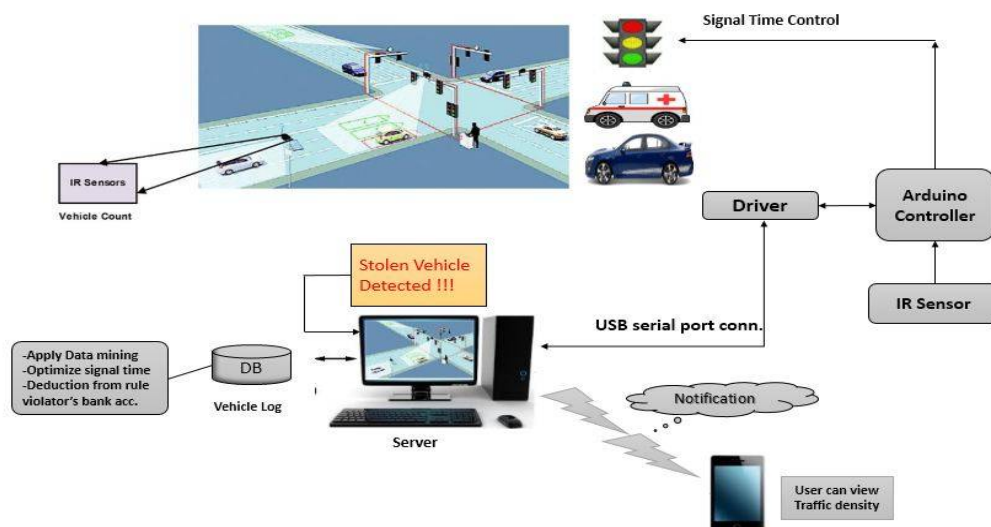 Signal Time Control
IR Sensors
Vehicle Count
Driver
Arduino
Controller
Stolen Vehicle
Detected !!!
IR Sensor
USB serial port conn.
-Apply Data mining
-Optimize signal time
-Deduction from rule
violator's bank acc.
DB
Vehicle Log
Server
Notification
User can view
Traffic density